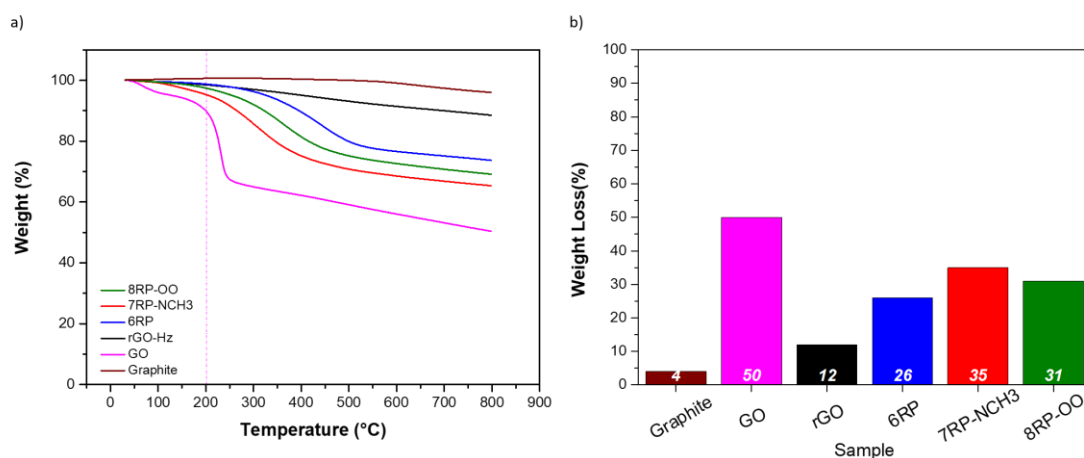 a)
Weight (%)
100
80
60
40
20
0
8RP-OO
7RP-NCH3
6RP
rGO-Hz
GO
Graphite
0 100 200 300 400 500 600 700 800 900
Temperature (°C)
b)
Weight Loss(%)
100
90
80
70
60
50
40
30
20
10
0
4 50 12 26 35 31
Graphite GO rGO 6RP 7RP-NCH3 8RP-OO
Sample